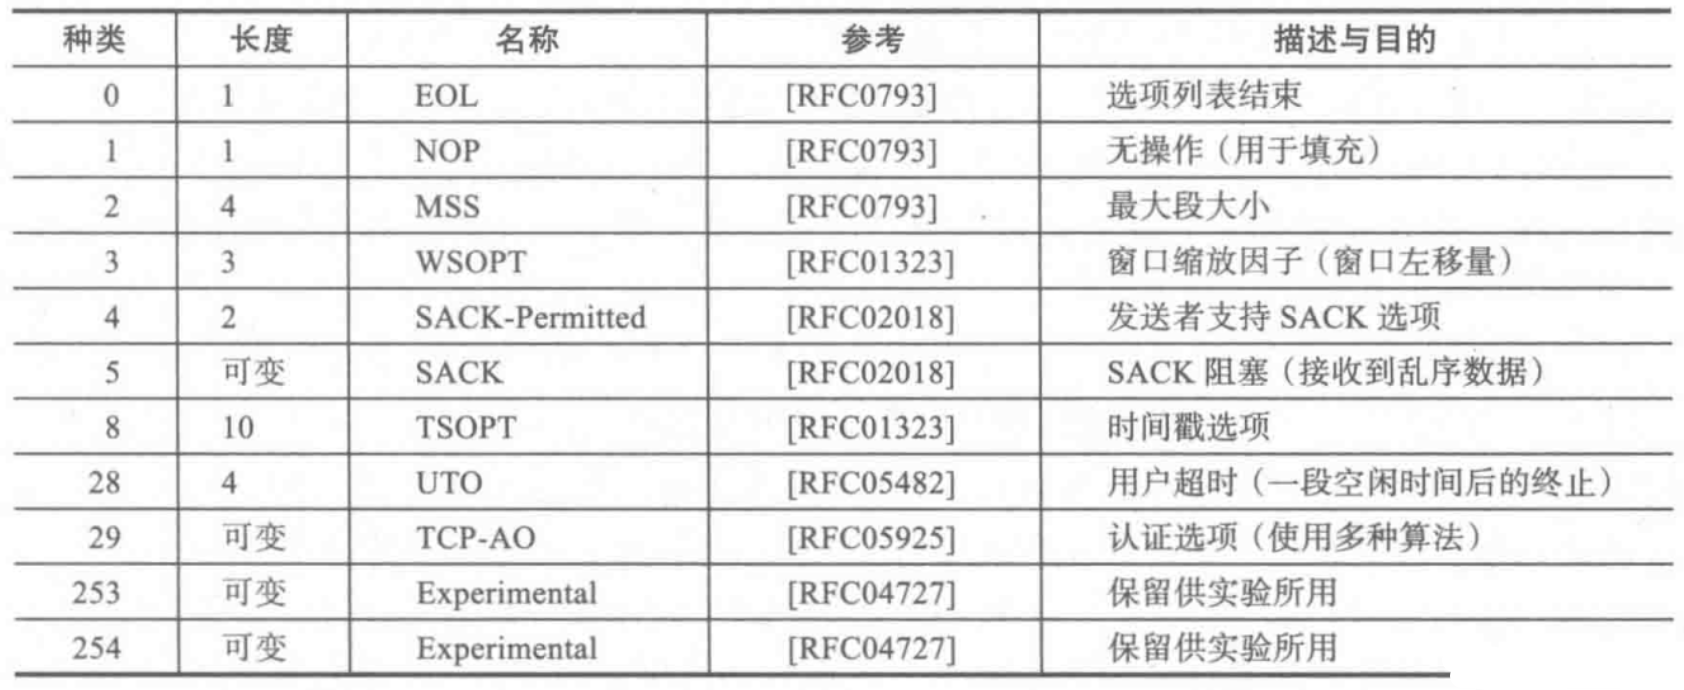 种类 长度 名称 参考 描述与目的
0 1 EOL [RFC0793] 选项列表结束
1 1 NOP [RFC0793] 无操作（用于填充）
2 4 MSS [RFC0793] 最大段大小
3 3 WSOPT [RFC01323] 窗口缩放因子（窗口左移量）
4 2 SACK-Permitted [RFC02018] 发送者支持 SACK 选项
5 可变 SACK [RFC02018] SACK 阻塞（接收到乱序数据）
8 10 TSOPT [RFC01323] 时间戳选项
28 4 UTO [RFC05482] 用户超时（一段空闲时间后的终止）
29 可变 TCP-AO [RFC05925] 认证选项（使用多种算法）
253 可变 Experimental [RFC04727] 保留供实验所用
254 可变 Experimental [RFC04727] 保留供实验所用